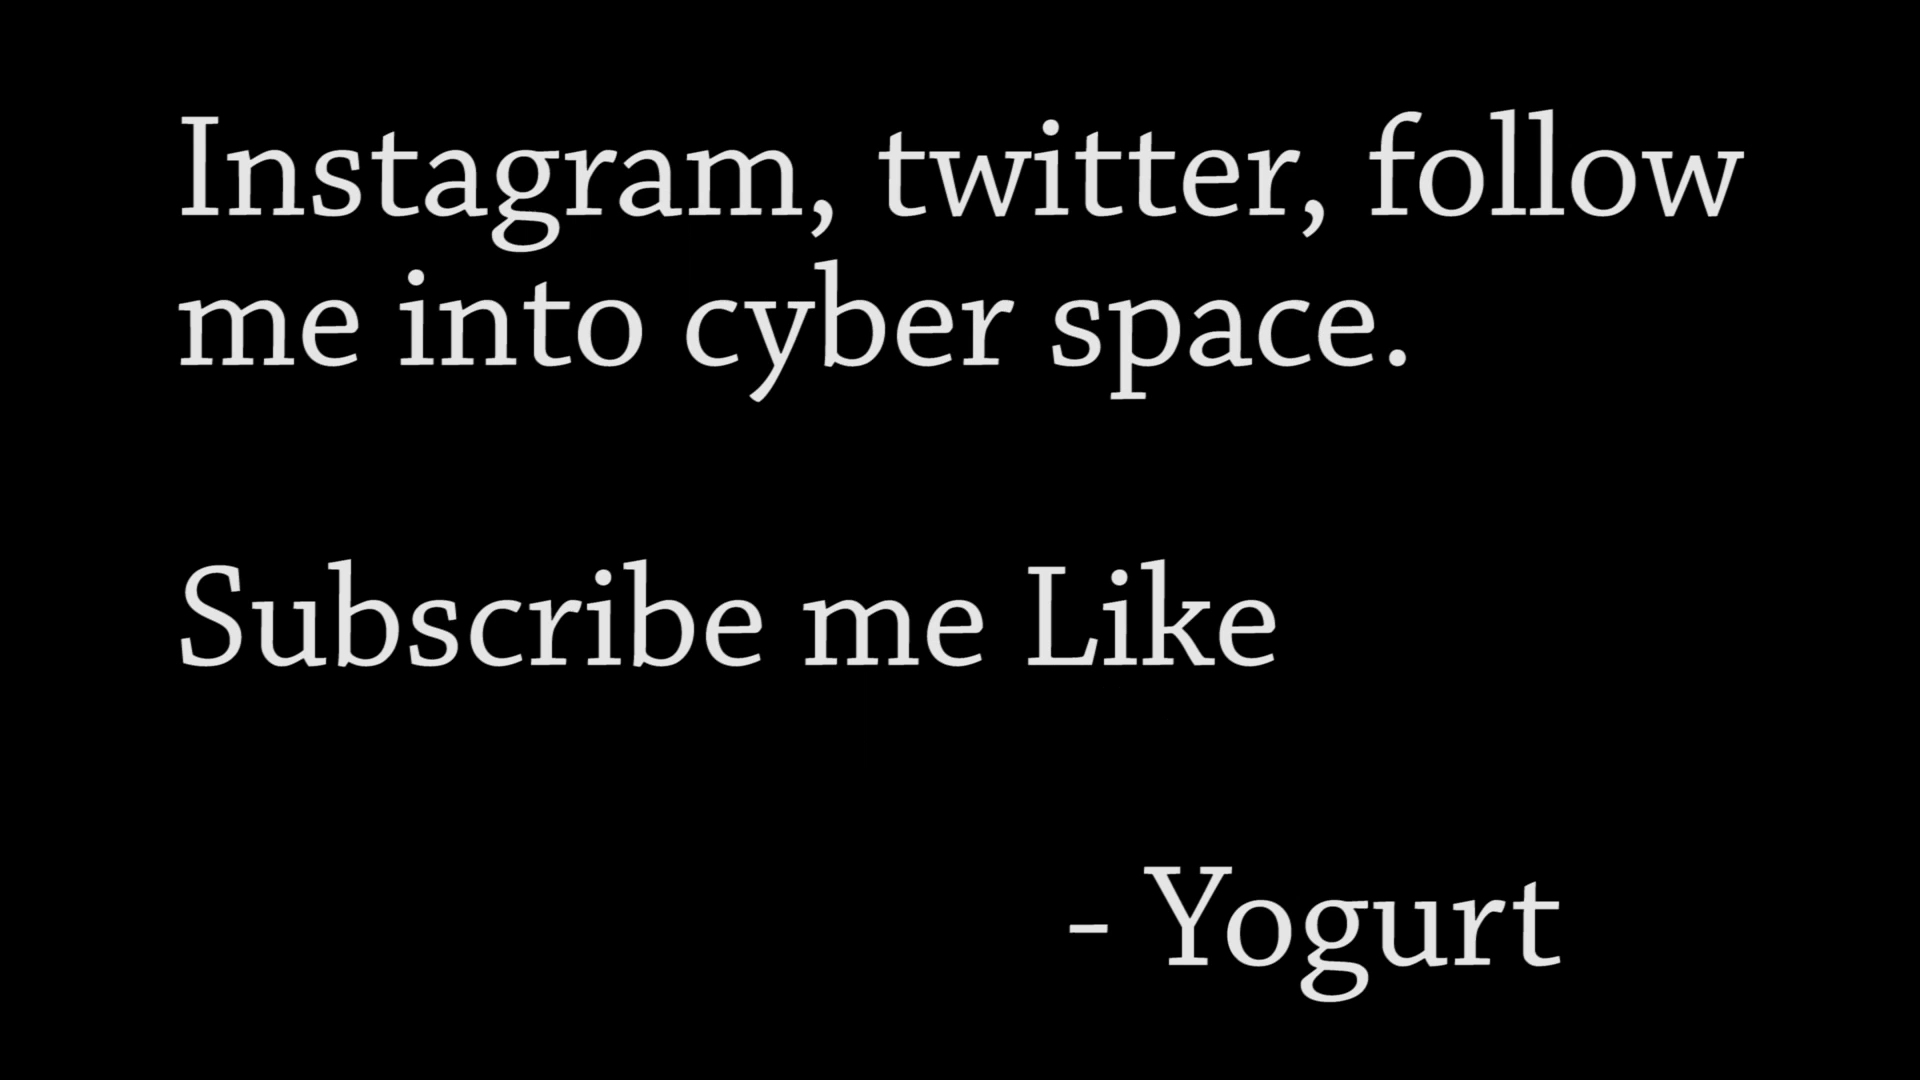 Instagram, twitter, follow
me into cyber space.
Subscribe me Like
- Yogurt